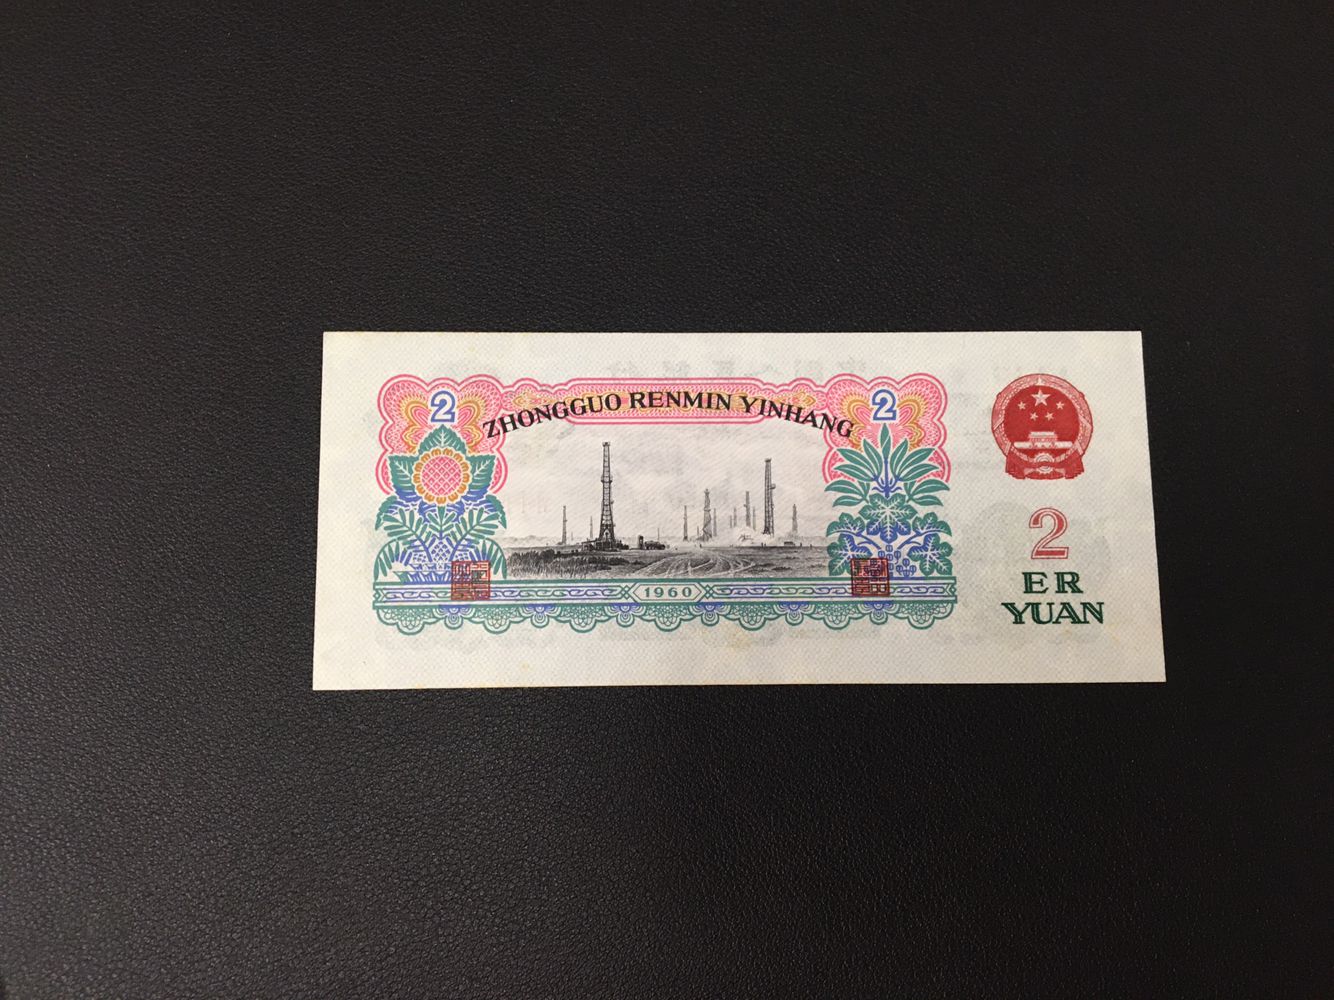 2
ZHONGGUO RENMIN YINHANG
2
1960
2
ER
YUAN